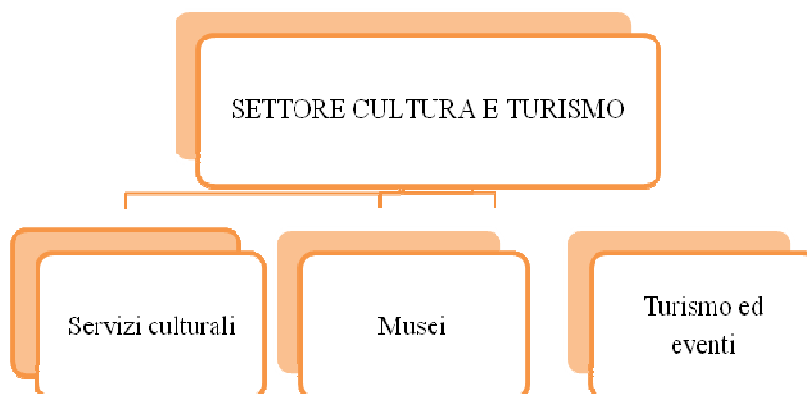 SETTORE CULTURA E TURISMO
Servizi culturali
Musei
Turismo ed
eventi